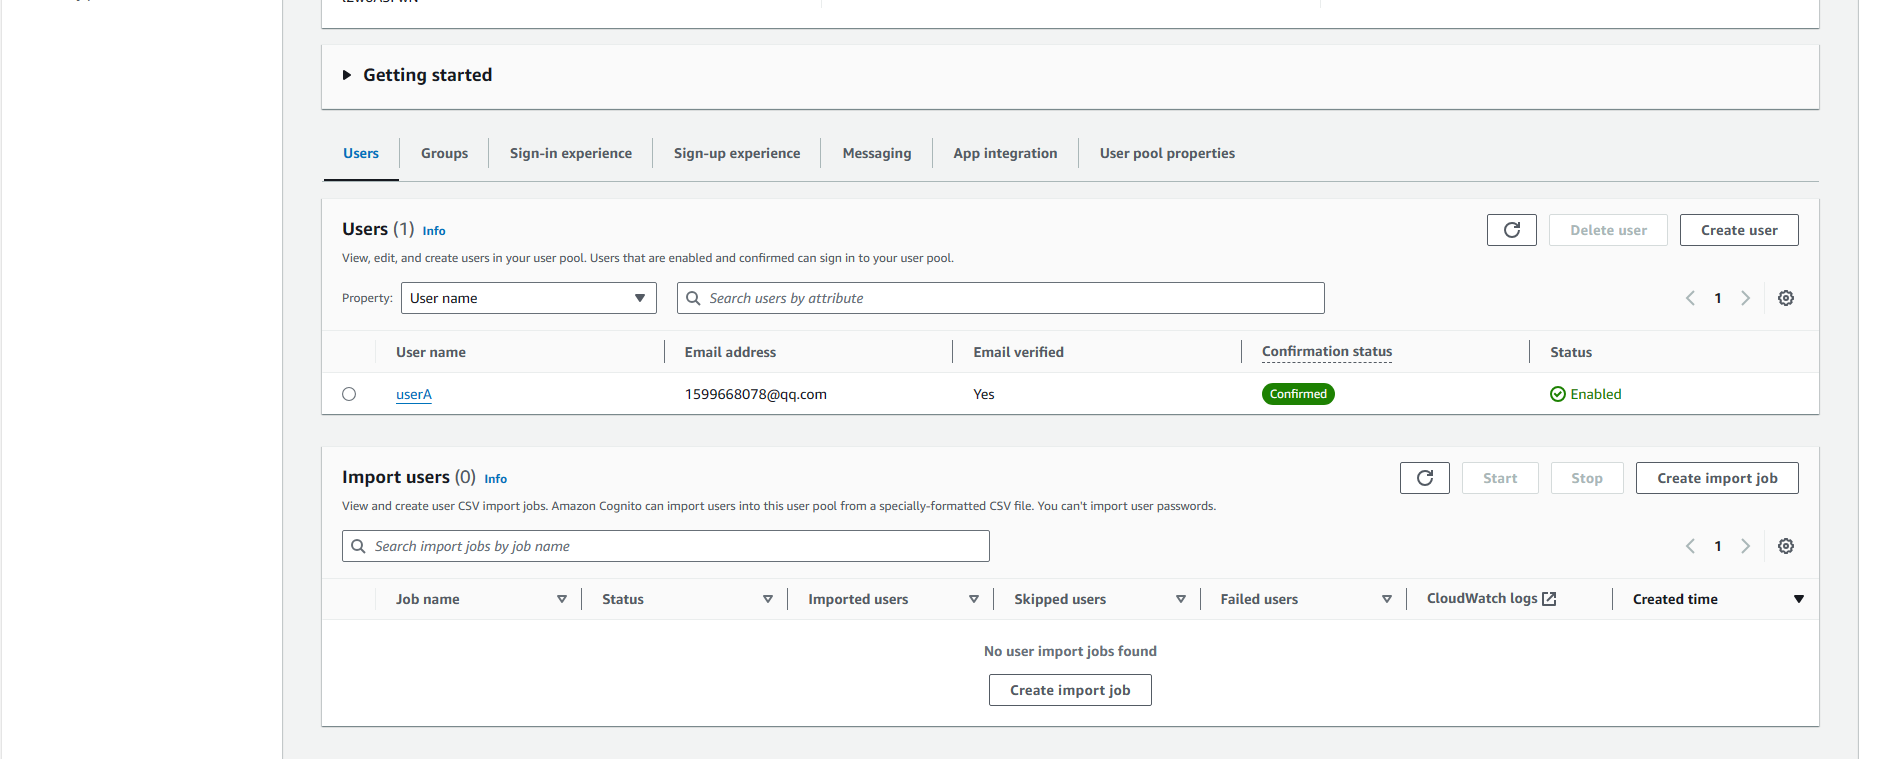 Getting started
Users Groups Sign-in experience Sign-up experience Messaging App integration User pool properties
Users (1) Info
Delete user Create user
View, edit, and create users in your user pool. Users that are enabled and confirmed can sign in to your user pool.
Property: User name Search users by attribute 1
User name Email address Email verified Confirmation status Status
userA 1599668078@qq.com Yes Confirmed Enabled
Import users (0) Info
Start Stop Create import job
View and create user CSV import jobs. Amazon Cognito can import users into this user pool from a specially-formatted CSV file. You can't import user passwords.
Search import jobs by job name 1
Job name Status Imported users Skipped users Failed users CloudWatch logs Created time
No user import jobs found
Create import job